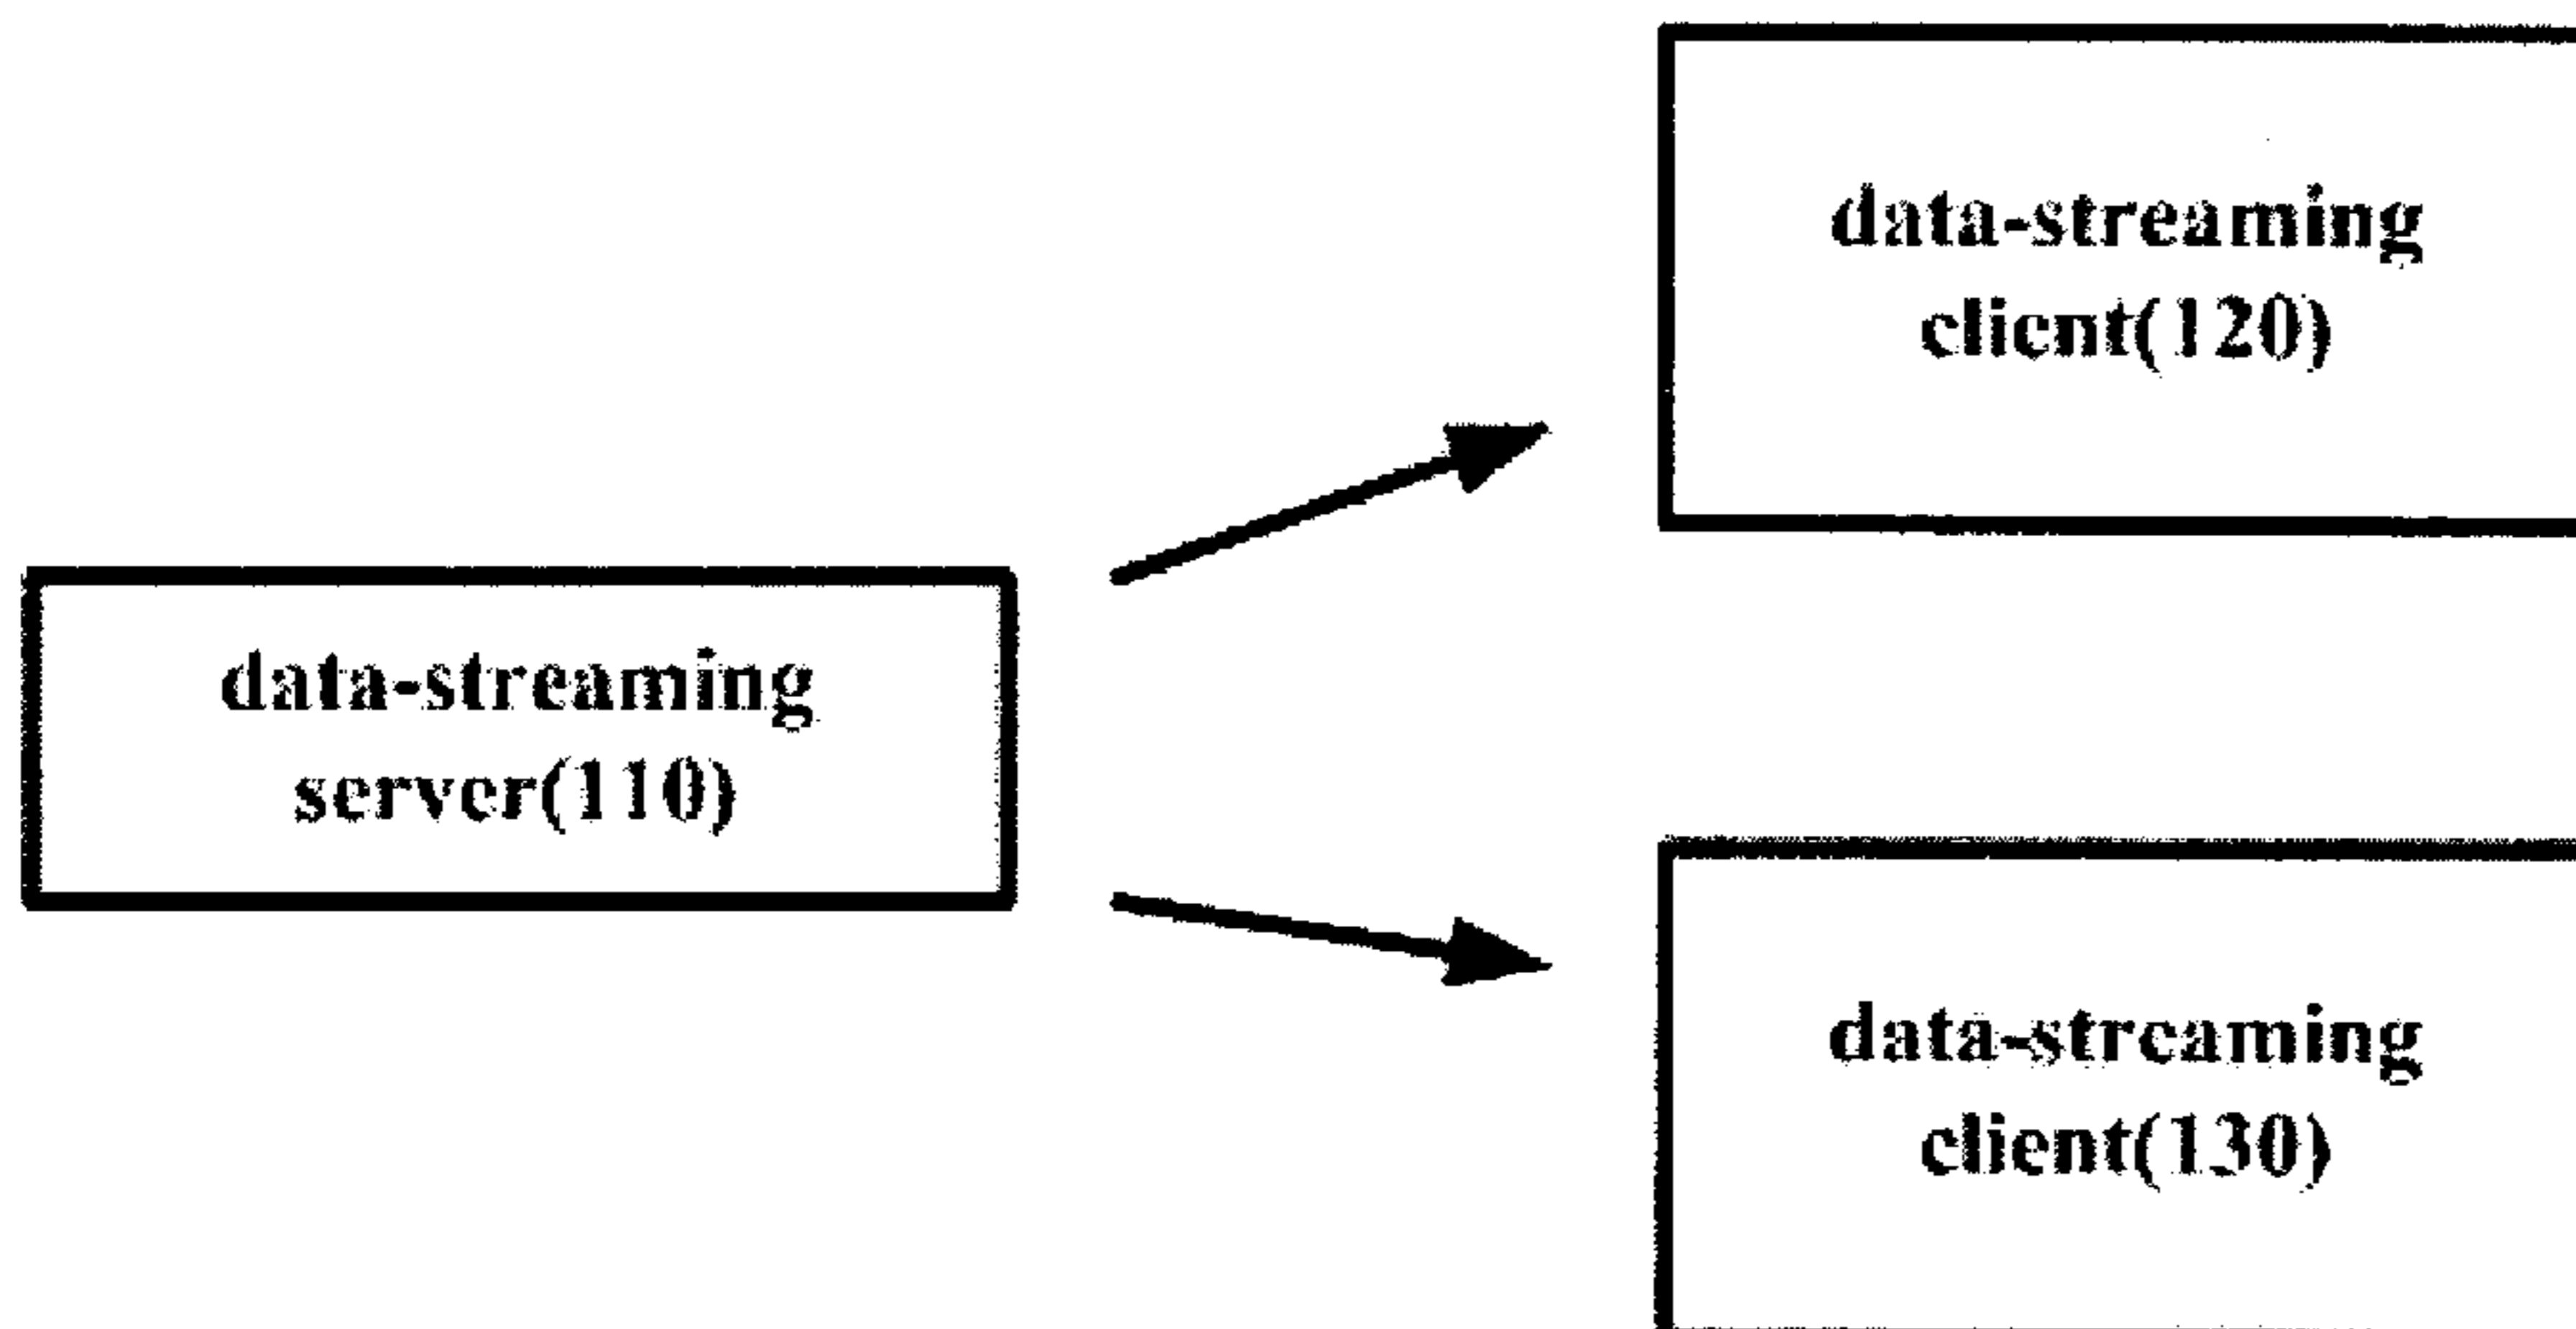 data-streaming
client(120)
data-streaming
server(110)
data-streaming
client(130)